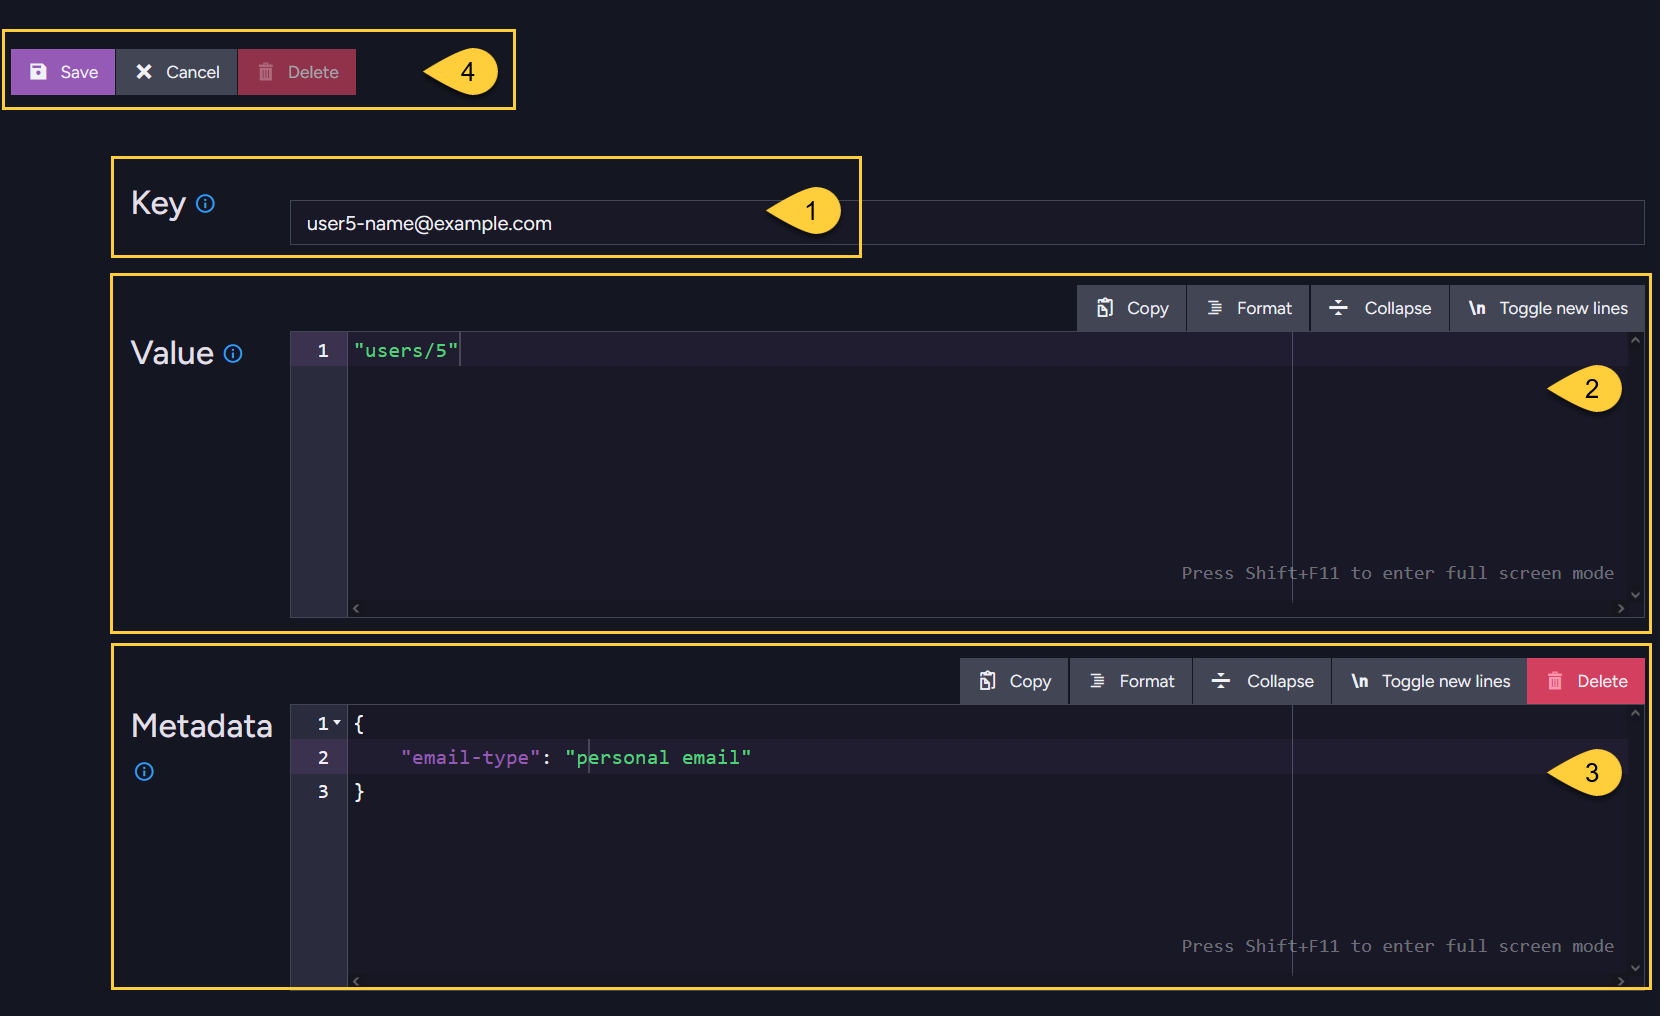 Save Cancel Delete 4
Key
user5-name@example.com 1
Copy Format Collapse \n Toggle new lines
Value
1 "users/5"
2
Press Shift+F11 to enter full screen mode
Copy Format Collapse \n Toggle new lines Delete
Metadata
1 {
2 "email-type": "personal email"
3 }
3
Press Shift+F11 to enter full screen mode